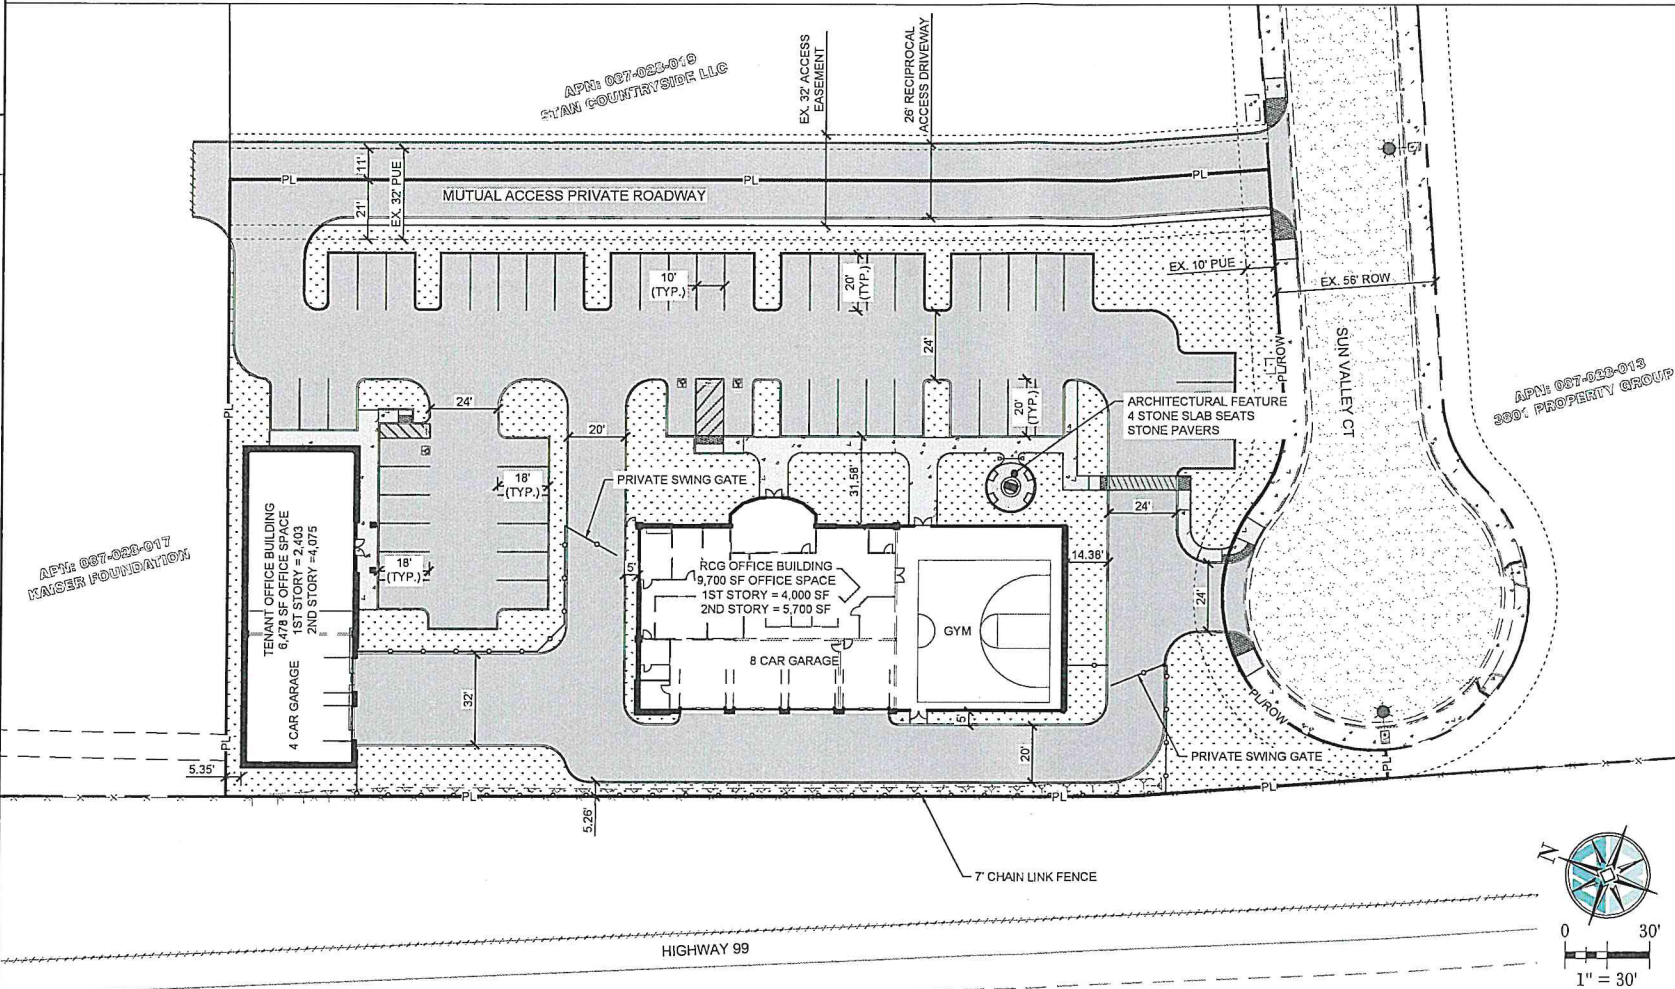 APN: 087-028-019
STAN COUNTRYSIDE LLC
EX. 32' ACCESS
EASEMENT
26' RECIPROCAL
ACCESS DRIVEWAY
11'
21'
EX. 32' PUE
PL
PL
PL
MUTUAL ACCESS PRIVATE ROADWAY
10'
(TYP.)
20'
(TYP.)
EX. 10' PUE
EX. 56' ROW
24'
PL/ROW
SUN VALLEY CT
APN: 087-028-013
3801 PROPERTY GROUP
PL
24'
20'
20'
(TYP.)
ARCHITECTURAL FEATURE
4 STONE SLAB SEATS
STONE PAVERS
18'
(TYP.)
PRIVATE SWING GATE
31.58'
24'
APN: 087-028-017
KAISER FOUNDATION
TENANT OFFICE BUILDING
6,478 SF OFFICE SPACE
1ST STORY = 2,403
2ND STORY =4,075
4 CAR GARAGE
18'
(TYP.)
5'
RCG OFFICE BUILDING
9,700 SF OFFICE SPACE
1ST STORY = 4,000 SF
2ND STORY = 5,700 SF
14.36'
24'
GYM
8 CAR GARAGE
32'
5'
20'
PL/ROW
PRIVATE SWING GATE
PL
PL
5.35'
PL
PL
PL
5.26'
7' CHAIN LINK FENCE
HIGHWAY 99
N
0 30'
1" = 30'